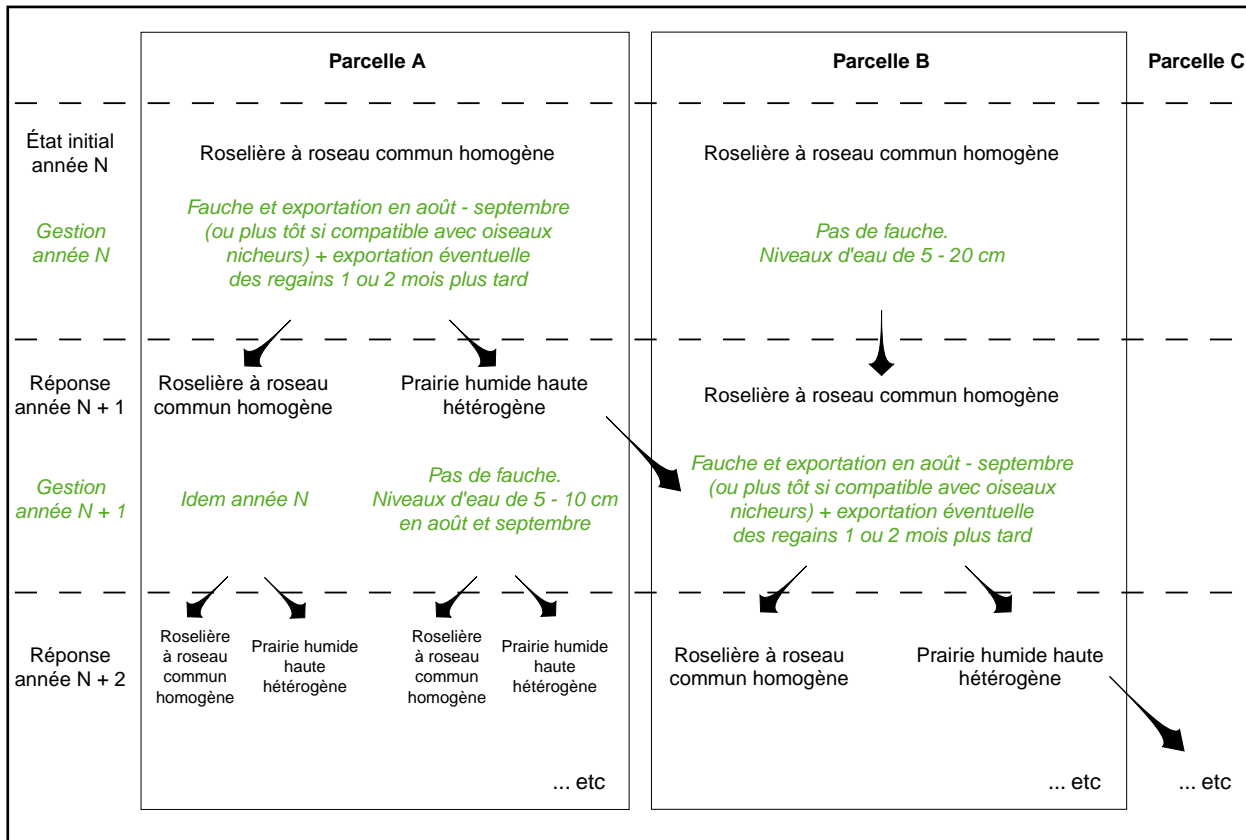 Parcelle A
Parcelle B
Parcelle C
État initial
année N
Roselière à roseau commun homogène
Roselière à roseau commun homogène
Gestion
année N
Fauche et exportation en août - septembre
(ou plus tôt si compatible avec oiseaux
nicheurs) + exportation éventuelle
des regains 1 ou 2 mois plus tard
Pas de fauche.
Niveaux d'eau de 5 - 20 cm
Réponse
année N + 1
Roselière à roseau
commun homogène
Prairie humide haute
hétérogène
Roselière à roseau commun homogène
Gestion
année N + 1
Idem année N
Pas de fauche.
Niveaux d'eau de 5 - 10 cm
en août et septembre
Fauche et exportation en août - septembre
(ou plus tôt si compatible avec oiseaux
nicheurs) + exportation éventuelle
des regains 1 ou 2 mois plus tard
Réponse
année N + 2
Roselière
à roseau
commun
homogène
Prairie humide
haute
hétérogène
Roselière
à roseau
commun
homogène
Prairie humide
haute
hétérogène
Roselière à roseau
commun homogène
Prairie humide haute
hétérogène
... etc
... etc
... etc